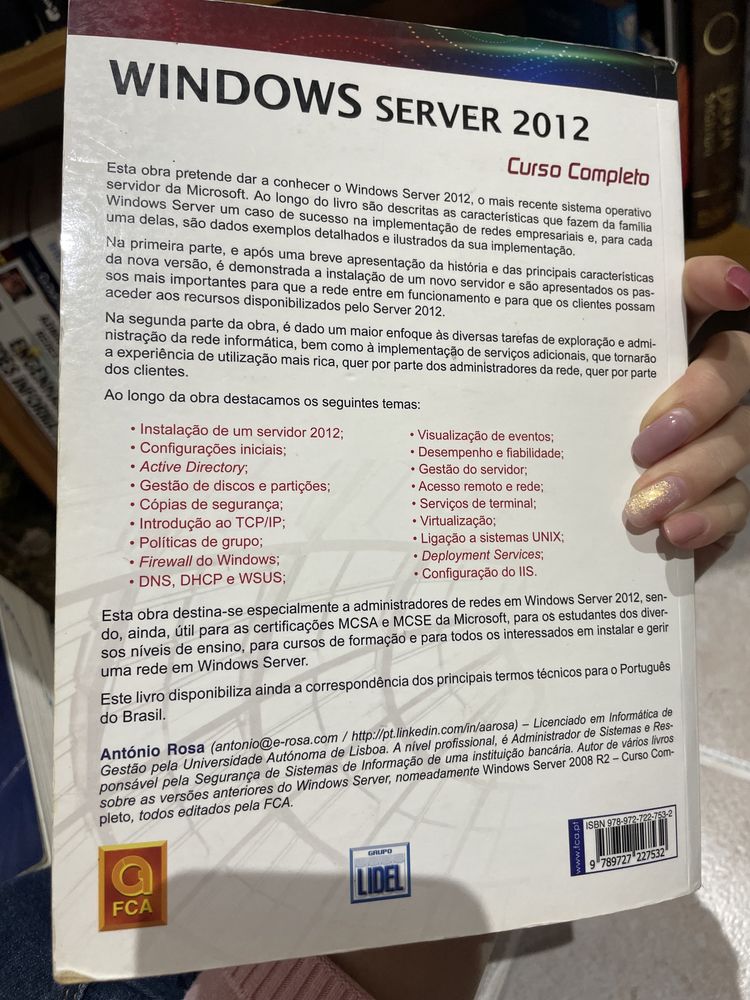 WINDOWS SERVER 2012
Curso Completo
Esta obra pretende dar a conhecer o Windows Server 2012, o mais recente sistema operativo
servidor da Microsoft. Ao longo do livro são descritas as características que fazem da família
Windows Server um caso de sucesso na implementação de redes empresariais e, para cada
uma delas, são dados exemplos detalhados e ilustrados da sua implementação.
Na primeira parte, e após uma breve apresentação da história e das principais características
da nova versão, é demonstrada a instalação de um novo servidor e são apresentados os pas-
sos mais importantes para que a rede entre em funcionamento e para que os clientes possam
aceder aos recursos disponibilizados pelo Server 2012.
Na segunda parte da obra, é dado um maior enfoque às diversas tarefas de exploração e admi-
nistração da rede informática, bem como à implementação de serviços adicionais, que tornarão
a experiência de utilização mais rica, quer por parte dos administradores da rede, quer por parte
dos clientes.
Ao longo da obra destacamos os seguintes temas:
• Instalação de um servidor 2012;
• Configurações iniciais;
• Active Directory;
• Gestão de discos e partições;
• Cópias de segurança;
• Introdução ao TCP/IP;
• Políticas de grupo;
• Firewall do Windows;
• DNS, DHCP e WSUS;
• Visualização de eventos;
• Desempenho e fiabilidade;
• Gestão do servidor;
• Acesso remoto e rede;
• Serviços de terminal;
• Virtualização;
• Ligação a sistemas UNIX;
• Deployment Services;
• Configuração do IIS.
Esta obra destina-se especialmente a administradores de redes em Windows Server 2012, sen-
do, ainda, útil para as certificações MCSA e MCSE da Microsoft, para os estudantes dos diver-
sos níveis de ensino, para cursos de formação e para todos os interessados em instalar e gerir
uma rede em Windows Server.
Este livro disponibiliza ainda a correspondência dos principais termos técnicos para o Português
do Brasil.
António Rosa (antonio@e-rosa.com / http://pt.linkedin.com/in/aarosa) – Licenciado em Informática de
Gestão pela Universidade Autónoma de Lisboa. A nível profissional, é Administrador de Sistemas e Res-
ponsável pela Segurança de Sistemas de Informação de uma instituição bancária. Autor de vários livros
sobre as versões anteriores do Windows Server, nomeadamente Windows Server 2008 R2 – Curso Com-
pleto, todos editados pela FCA.
FCA
GRUPO
LIDEL
www.fca.pt
ISBN 978-972-722-753-2
9 789727 227532